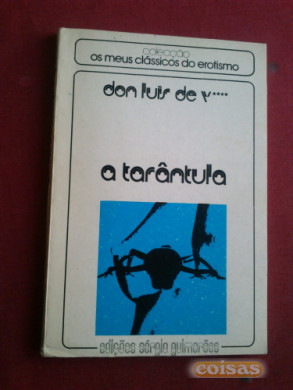 colecção
os meus clássicos do erotismo
don luis de v••••
a tarântula
edições sérgio guimarães
coisas